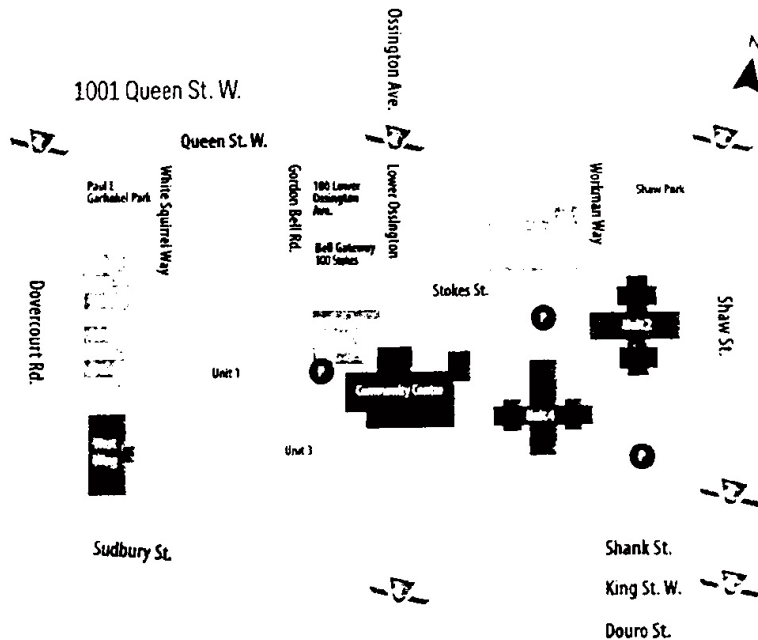 Ossington Ave.
N
1001 Queen St. W.
Queen St. W.
Paul E
Garfinkel Park
White Squirrel Way
Gordon Bell Rd.
100 Lower
Ossington
Ave.
Lower Ossington
Workman Way
Shaw Park
Bell Gateway
100 Stokes
Stokes St.
Dovercourt Rd.
Shaw St.
Unit 2
P
Unit 1
P
Community Center
Unit 4
Unit 3
P
Sudbury St.
Shank St.
King St. W.
Douro St.